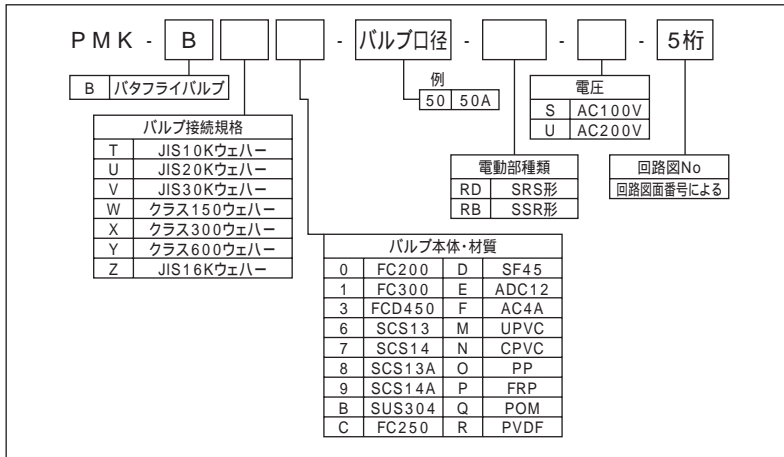 PMK - B - バルブ口径 - - - 5桁
B バタフライバルブ
例
50 50A
電圧
S AC100V
U AC200V
バルブ接続規格
T JIS10Kウェハー
U JIS20Kウェハー
V JIS30Kウェハー
W クラス150ウェハー
X クラス300ウェハー
Y クラス600ウェハー
Z JIS16Kウェハー
電動部種類
RD SRS形
RB SSR形
回路図No
回路図面番号による
バルブ本体・材質
0 FC200 D SF45
1 FC300 E ADC12
3 FCD450 F AC4A
6 SCS13 M UPVC
7 SCS14 N CPVC
8 SCS13A O PP
9 SCS14A P FRP
B SUS304 Q POM
C FC250 R PVDF